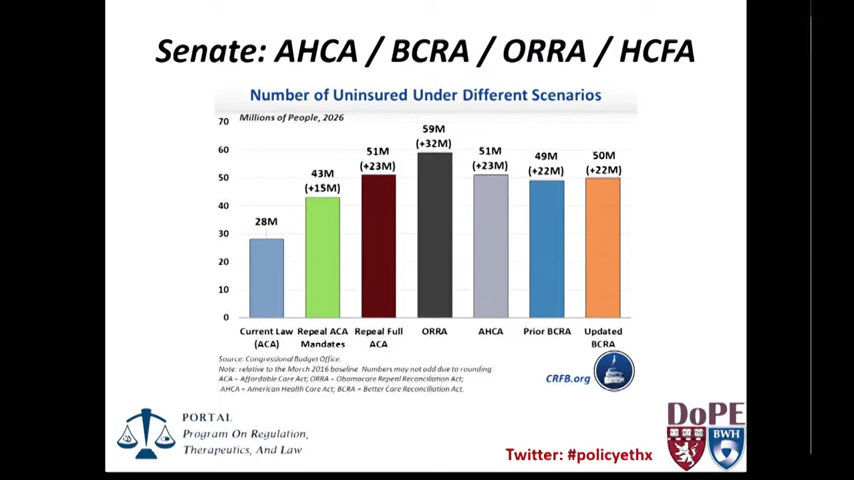 Senate: AHCA / BCRA / ORRA / HCFA
Number of Uninsured Under Different Scenarios
Millions of People, 2026
70
60
50
40
30
20
10
0
28M
43M
(+15M)
51M
(+23M)
59M
(+32M)
51M
(+23M)
49M
(+22M)
50M
(+22M)
Current Law
(ACA)
Repeal ACA
Mandates
Repeal Full
ACA
ORRA
AHCA
Prior BCRA
Updated
BCRA
Source: Congressional Budget Office.
Note: relative to the March 2016 baseline. Numbers may not add due to rounding.
ACA = Affordable Care Act; ORRA = Obamacare Repeal Reconciliation Act;
AHCA = American Health Care Act; BCRA = Better Care Reconciliation Act.
CRFB.org
PORTAL
Program On Regulation,
Therapeutics, And Law
Twitter: #policyethx
DoPE
BWH